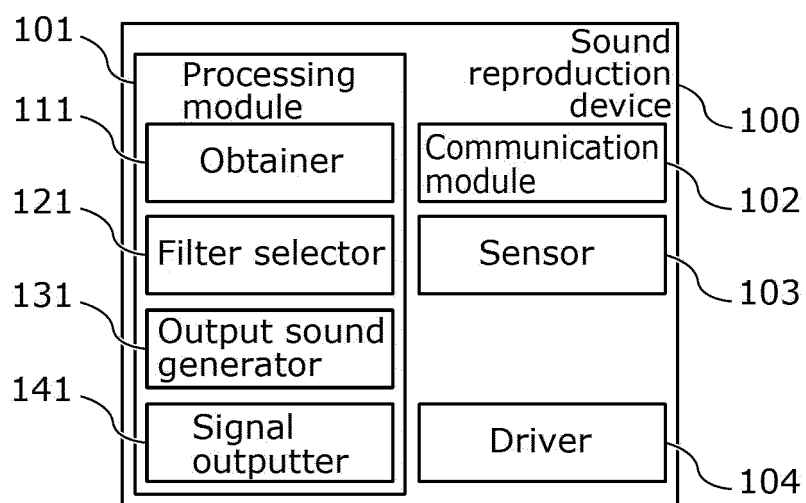 101
Processing
module
Sound
reproduction
device
100
111
Obtainer
Communication
module
102
121
Filter selector
Sensor
103
131
Output sound
generator
141
Signal
outputter
Driver
104